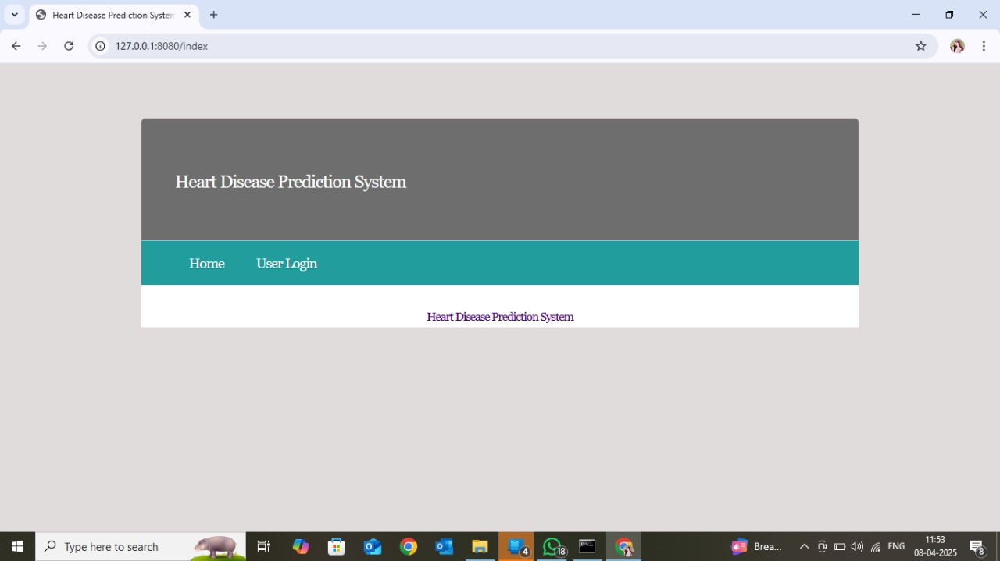 Heart Disease Prediction System
127.0.0.1:8080/index
Heart Disease Prediction System
Home User Login
Heart Disease Prediction System
Type here to search
4
18
Brea...
ENG
11:53
08-04-2025
8